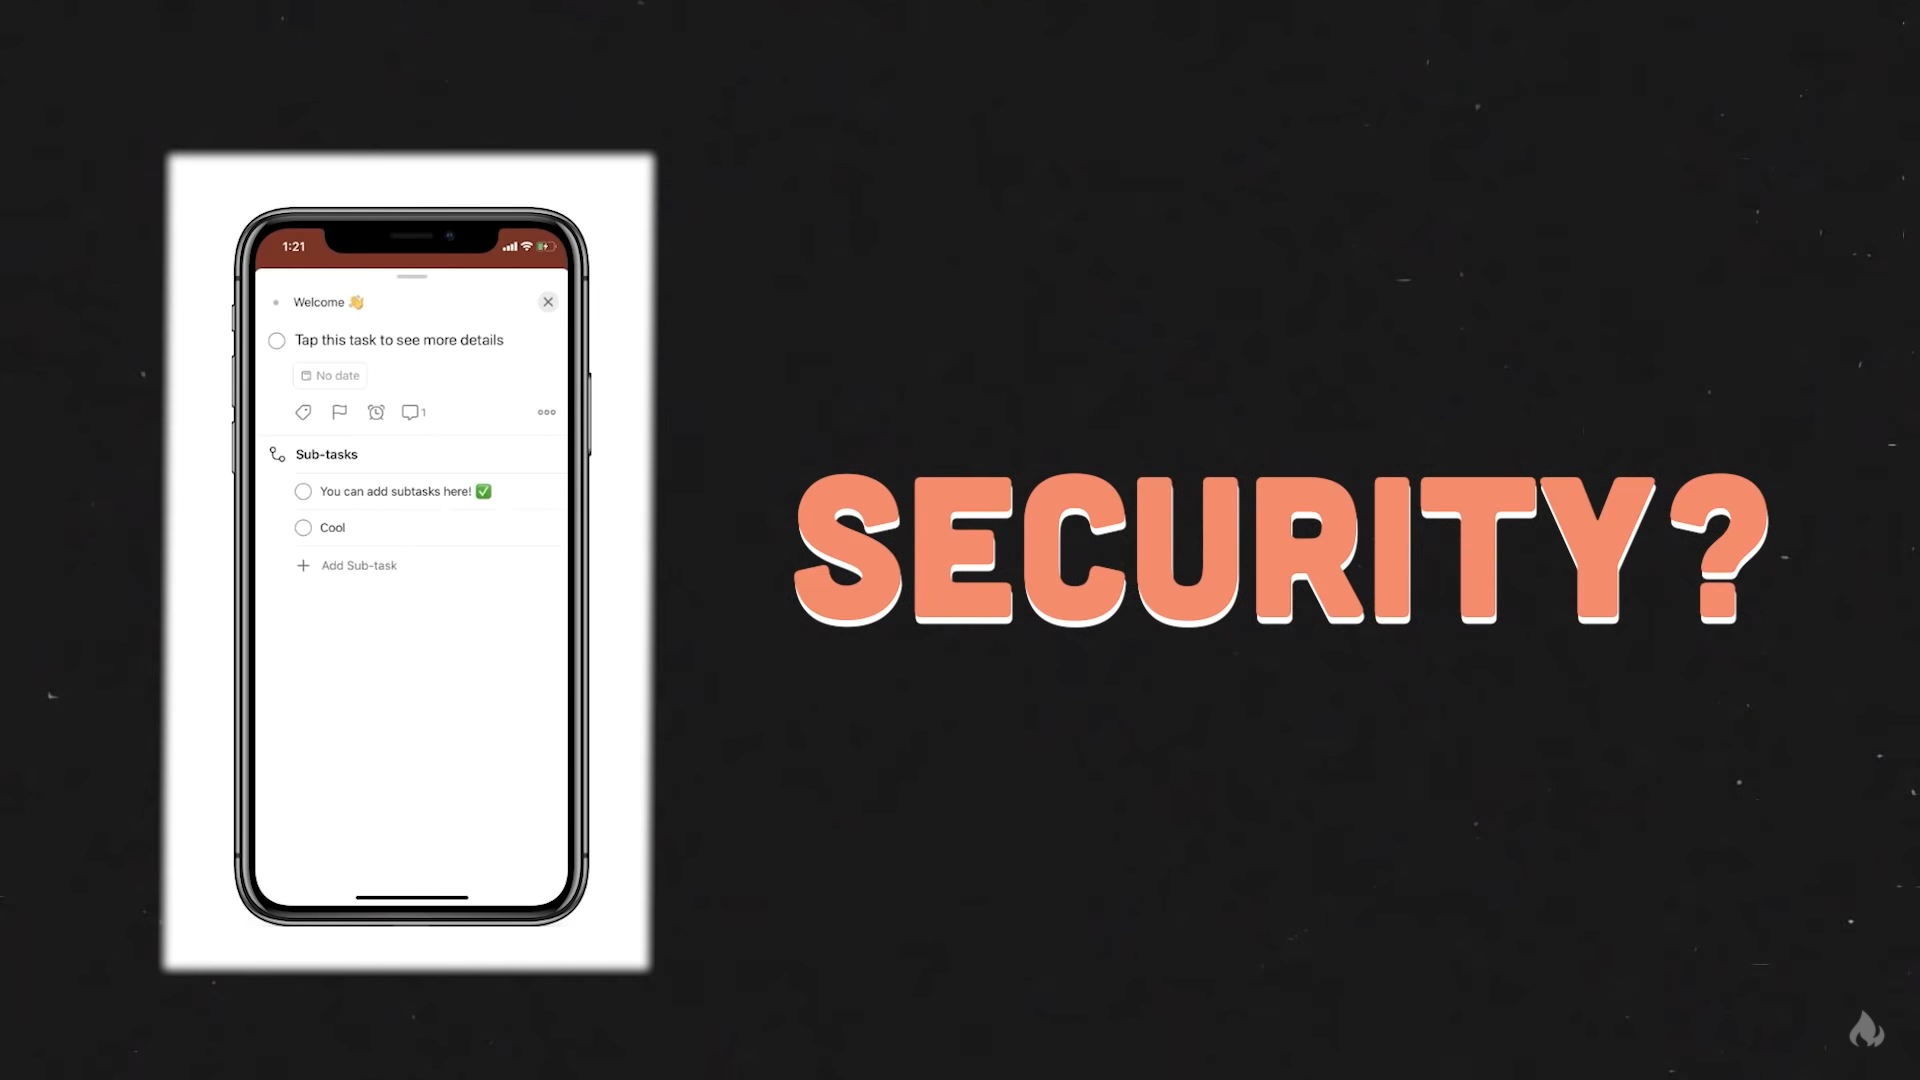 1:21
Welcome 👋
Tap this task to see more details
No date
1
Sub-tasks
You can add subtasks here! ✅
Cool
Add Sub-task
SECURITY?